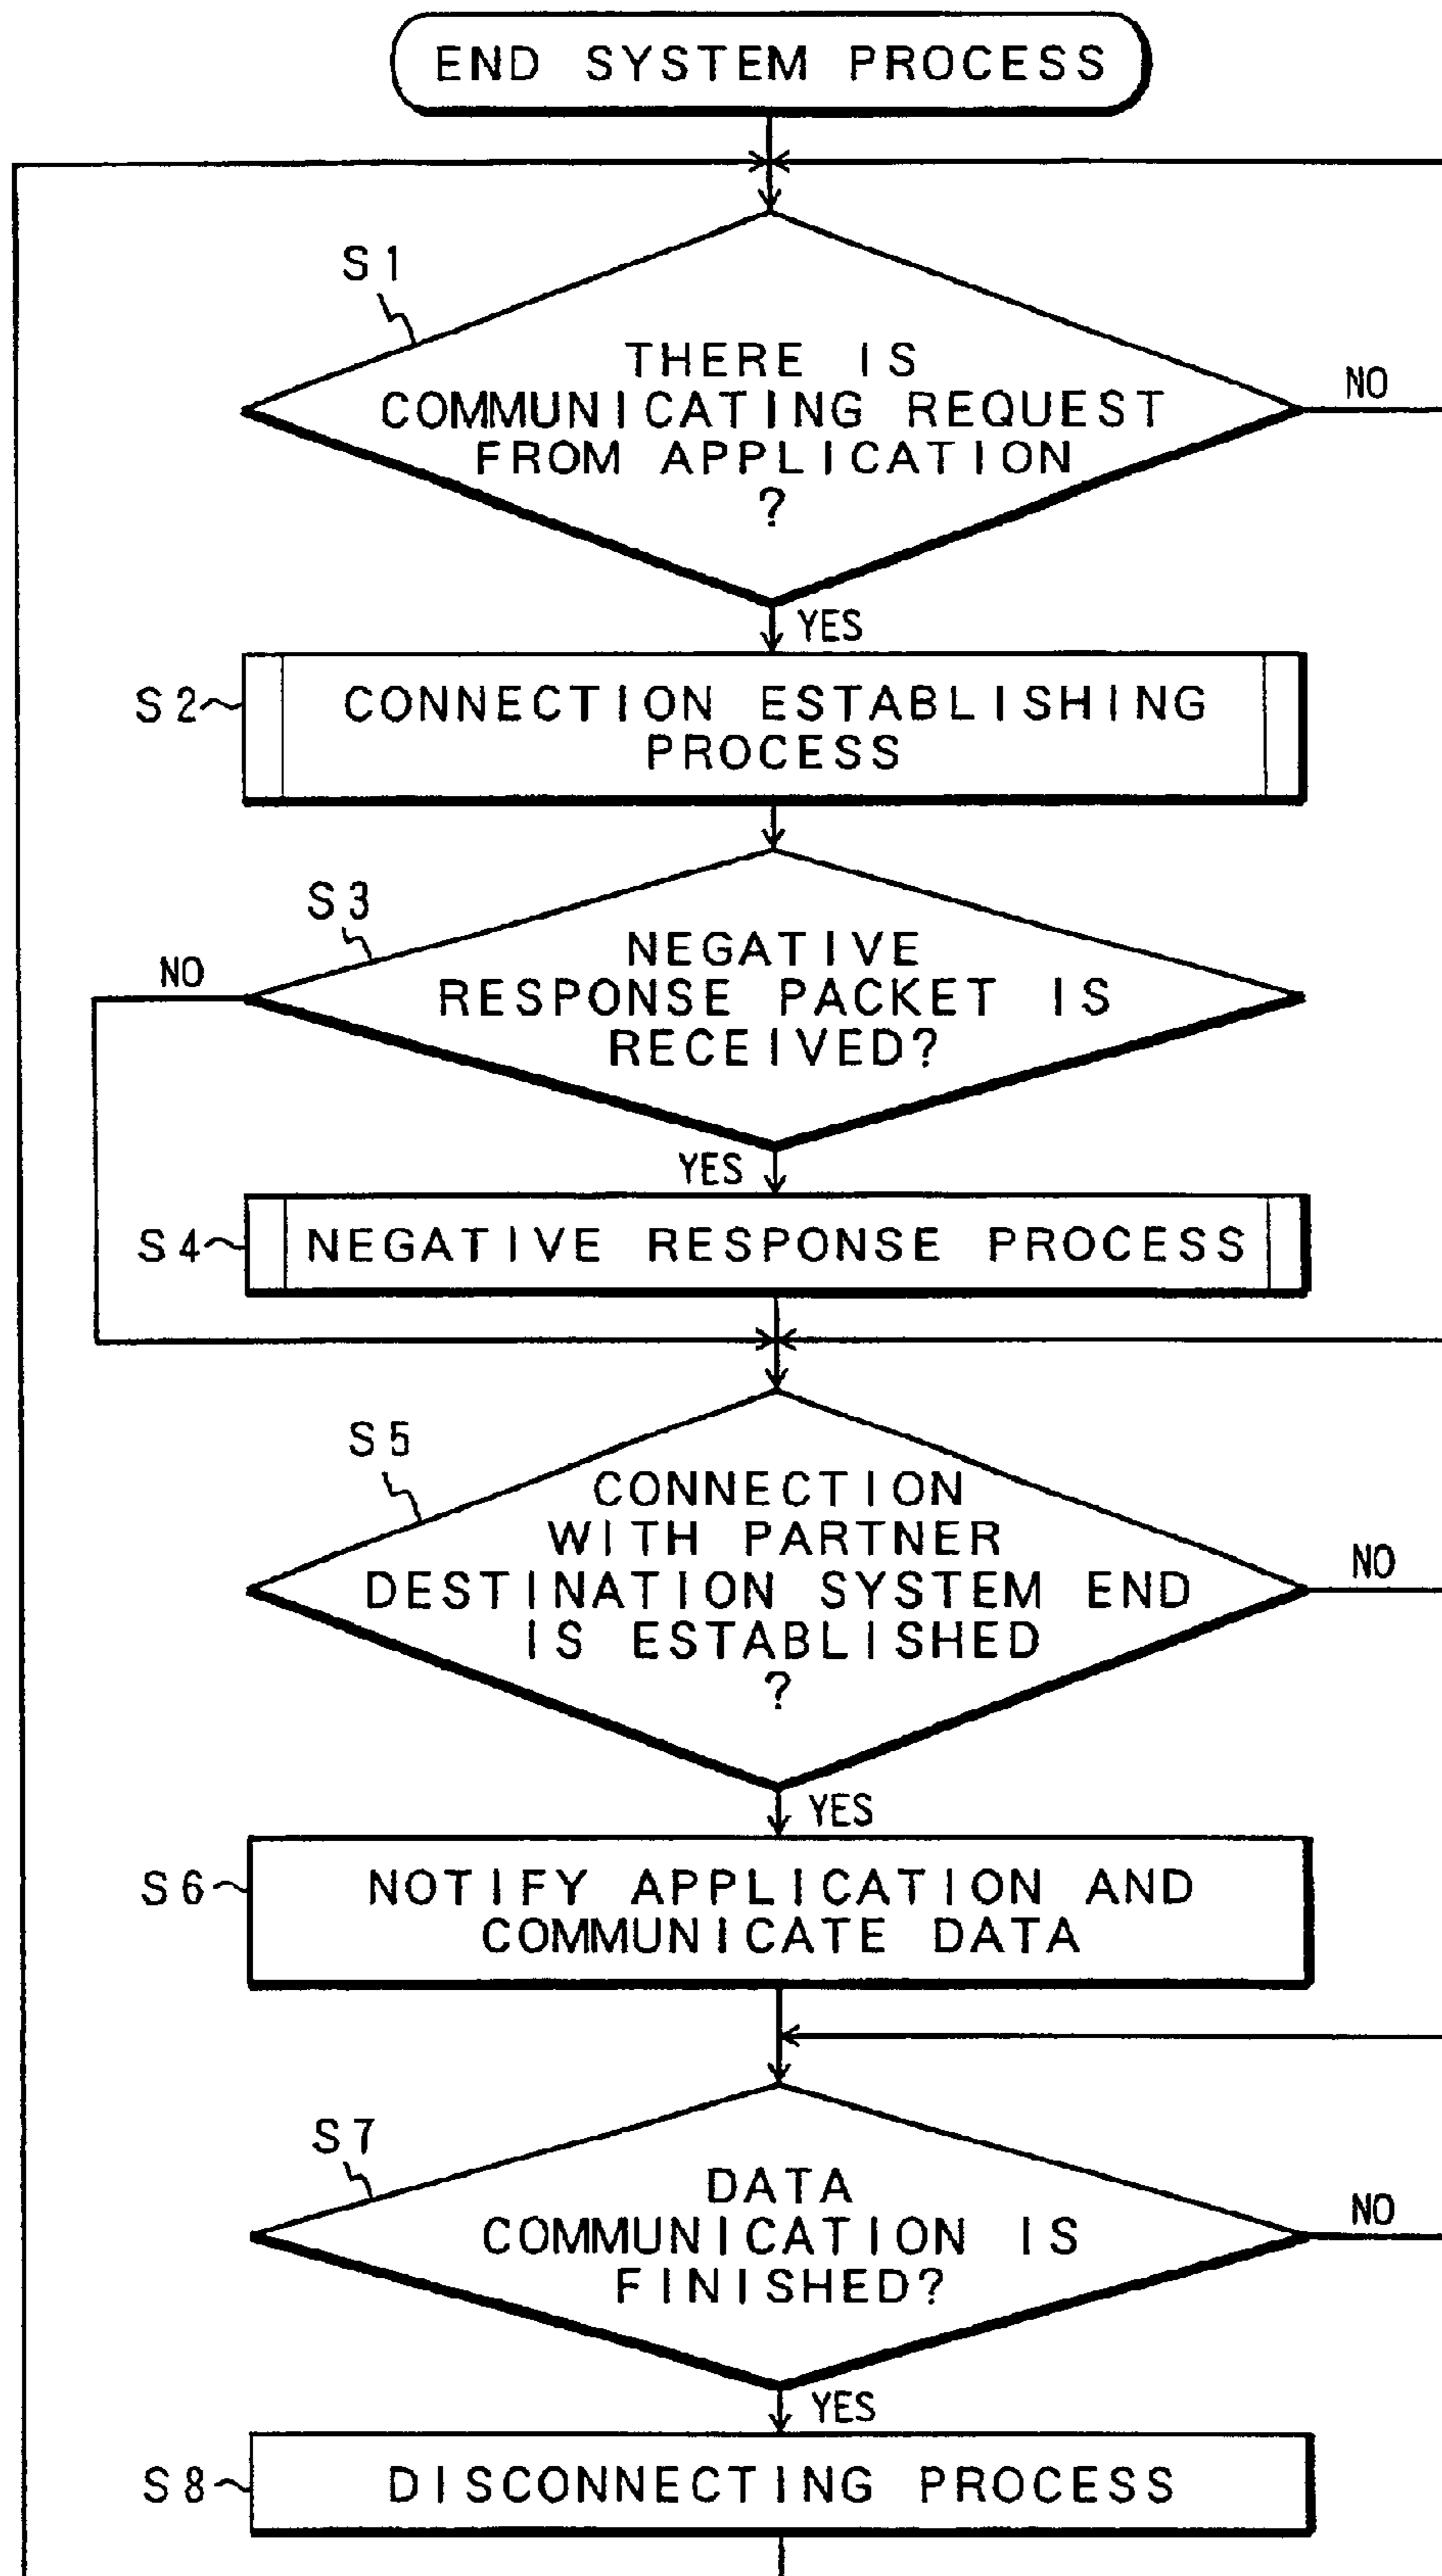 END SYSTEM PROCESS
S1
THERE IS
COMMUNICATING REQUEST
FROM APPLICATION
?
NO
YES
S2
CONNECTION ESTABLISHING
PROCESS
S3
NO
NEGATIVE
RESPONSE PACKET IS
RECEIVED?
YES
S4
NEGATIVE RESPONSE PROCESS
S5
CONNECTION
WITH PARTNER
DESTINATION SYSTEM END
IS ESTABLISHED
?
NO
YES
S6
NOTIFY APPLICATION AND
COMMUNICATE DATA
S7
DATA
COMMUNICATION IS
FINISHED?
NO
YES
S8
DISCONNECTING PROCESS